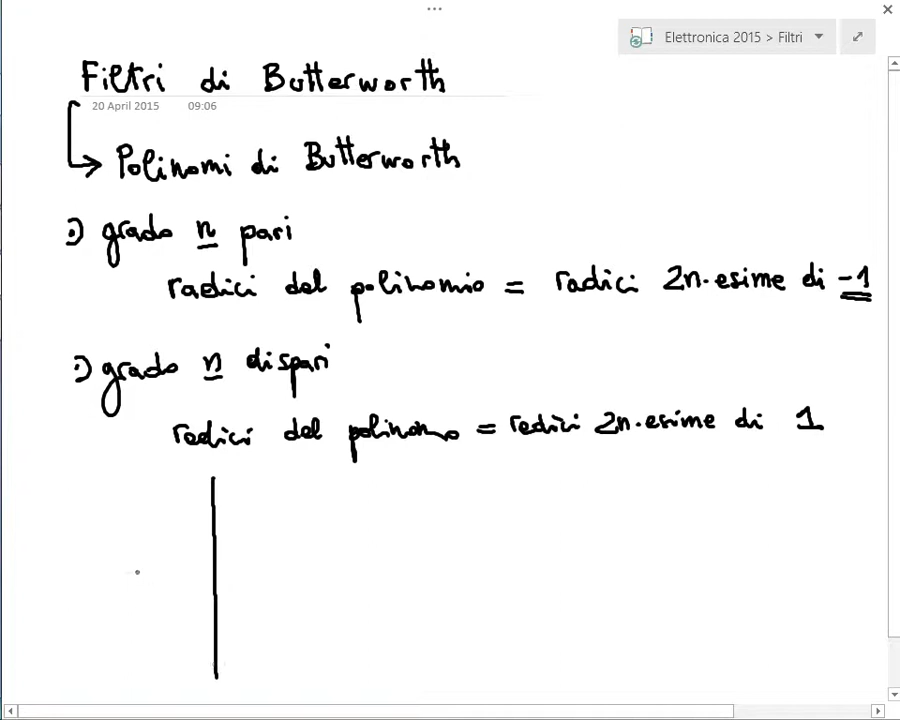 Elettronica 2015 > Filtri
Filtri di Butterworth
20 April 2015 09:06
Polinomi di Butterworth
grado n pari
radici del polinomio = radici 2n-esime di -1
grado n dispari
radici del polinomo = radici 2n-esime di 1